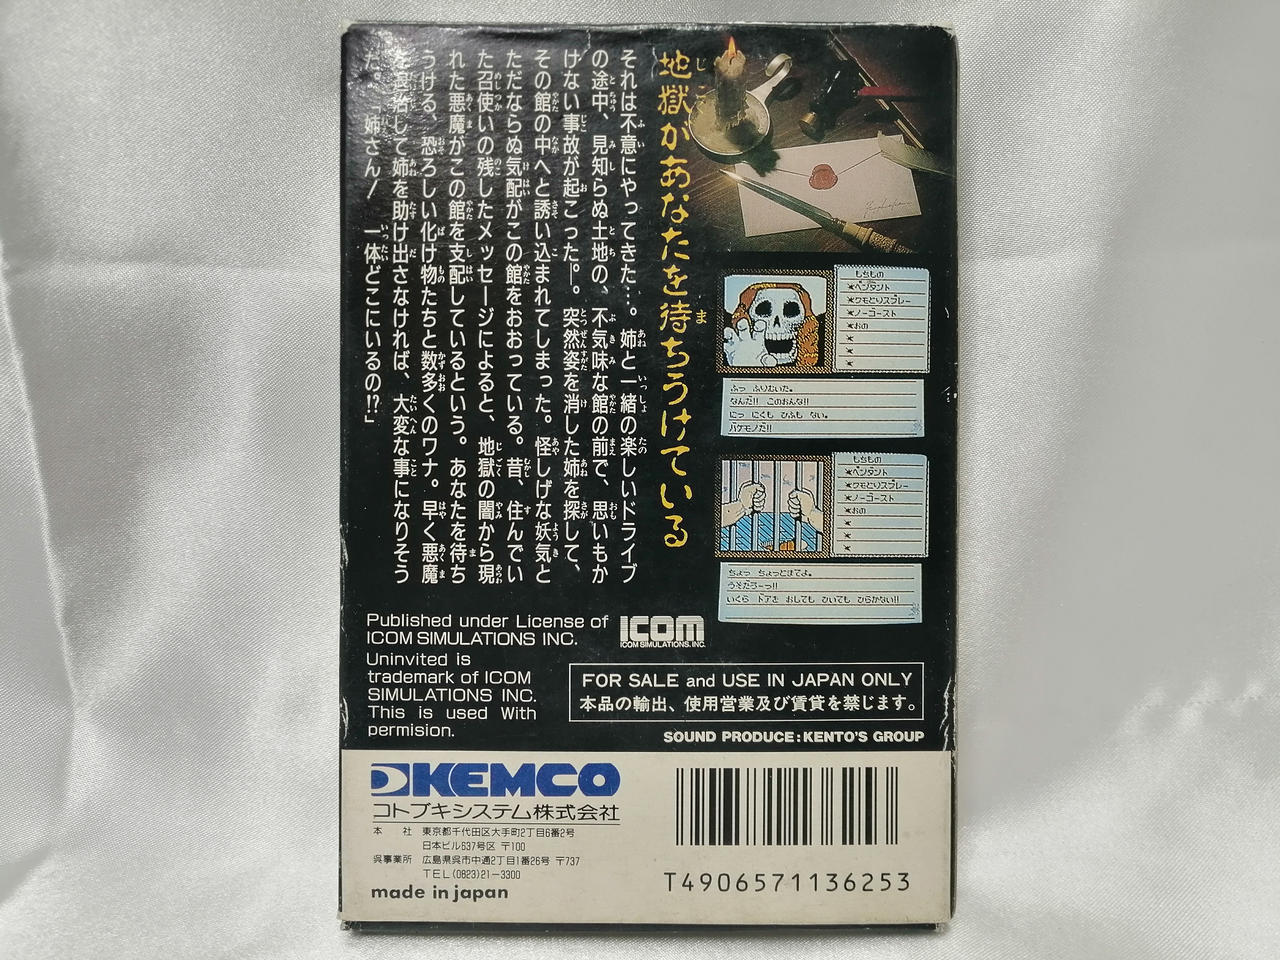 地獄があなたを待ちうけている
じごく
ま
それは不意にやってきた…。姉と一緒の楽しいドライブ
の途中、見知らぬ土地の、不気味な館の前で、思いもか
けない事故が起こった―。突然姿を消した姉を探して、
その館の中へと誘い込まれてしまった。怪しげな妖気と
ただならぬ気配がこの館をおおっている。昔、住んでい
た召使いの残したメッセージによると、地獄の闇から現
れた悪魔がこの館を支配しているという。あなたを待ち
うける、恐ろしい化け物たちと数多くのワナ。早く悪魔
を退治して姉を助け出さなければ、大変な事になりそう
だ。「姉さん! 一体どこにいるの!?」
もちもの
★ペンダント
★クモとりスプレー
★ノーゴースト
★おの
★
★
★
ふっ ふりむいた。
なんだ!! このおんな!!
にっ にくも ひふも ない。
バケモノだ!!
もちもの
★ペンダント
★クモとりスプレー
★ノーゴースト
★おの
★
★
★
ちょっ ちょっとまてよ。
うそだろーっ!!
いくら ドアを おしても ひいても ひらかない!!
Published under License of
ICOM SIMULATIONS INC.
ICOM
ICOM SIMULATIONS, INC.
Uninvited is
trademark of ICOM
SIMULATIONS INC.
This is used With
permision.
FOR SALE and USE IN JAPAN ONLY
本品の輸出、使用営業及び賃貸を禁じます。
SOUND PRODUCE:KENTO'S GROUP
KEMCO
コトブキシステム株式会社
本 社 東京都千代田区大手町2丁目6番2号
日本ビル637号区 〒100
呉事業所 広島県呉市中通2丁目1番26号 〒737
TEL(0823)21-3300
made in japan
T4906571136253